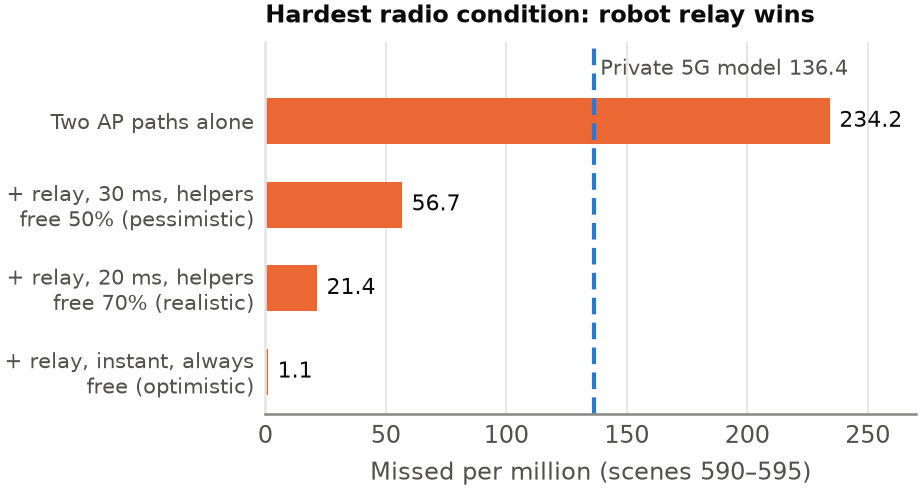 Hardest radio condition: robot relay wins
Private 5G model 136.4
Two AP paths alone
234.2
+ relay, 30 ms, helpers
free 50% (pessimistic)
56.7
+ relay, 20 ms, helpers
free 70% (realistic)
21.4
+ relay, instant, always
free (optimistic)
1.1
0 50 100 150 200 250
Missed per million (scenes 590–595)